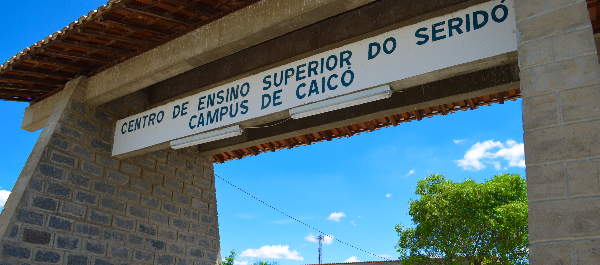 CENTRO DE ENSINO SUPERIOR DO SERIDÓ
CAMPUS DE CAICÓ